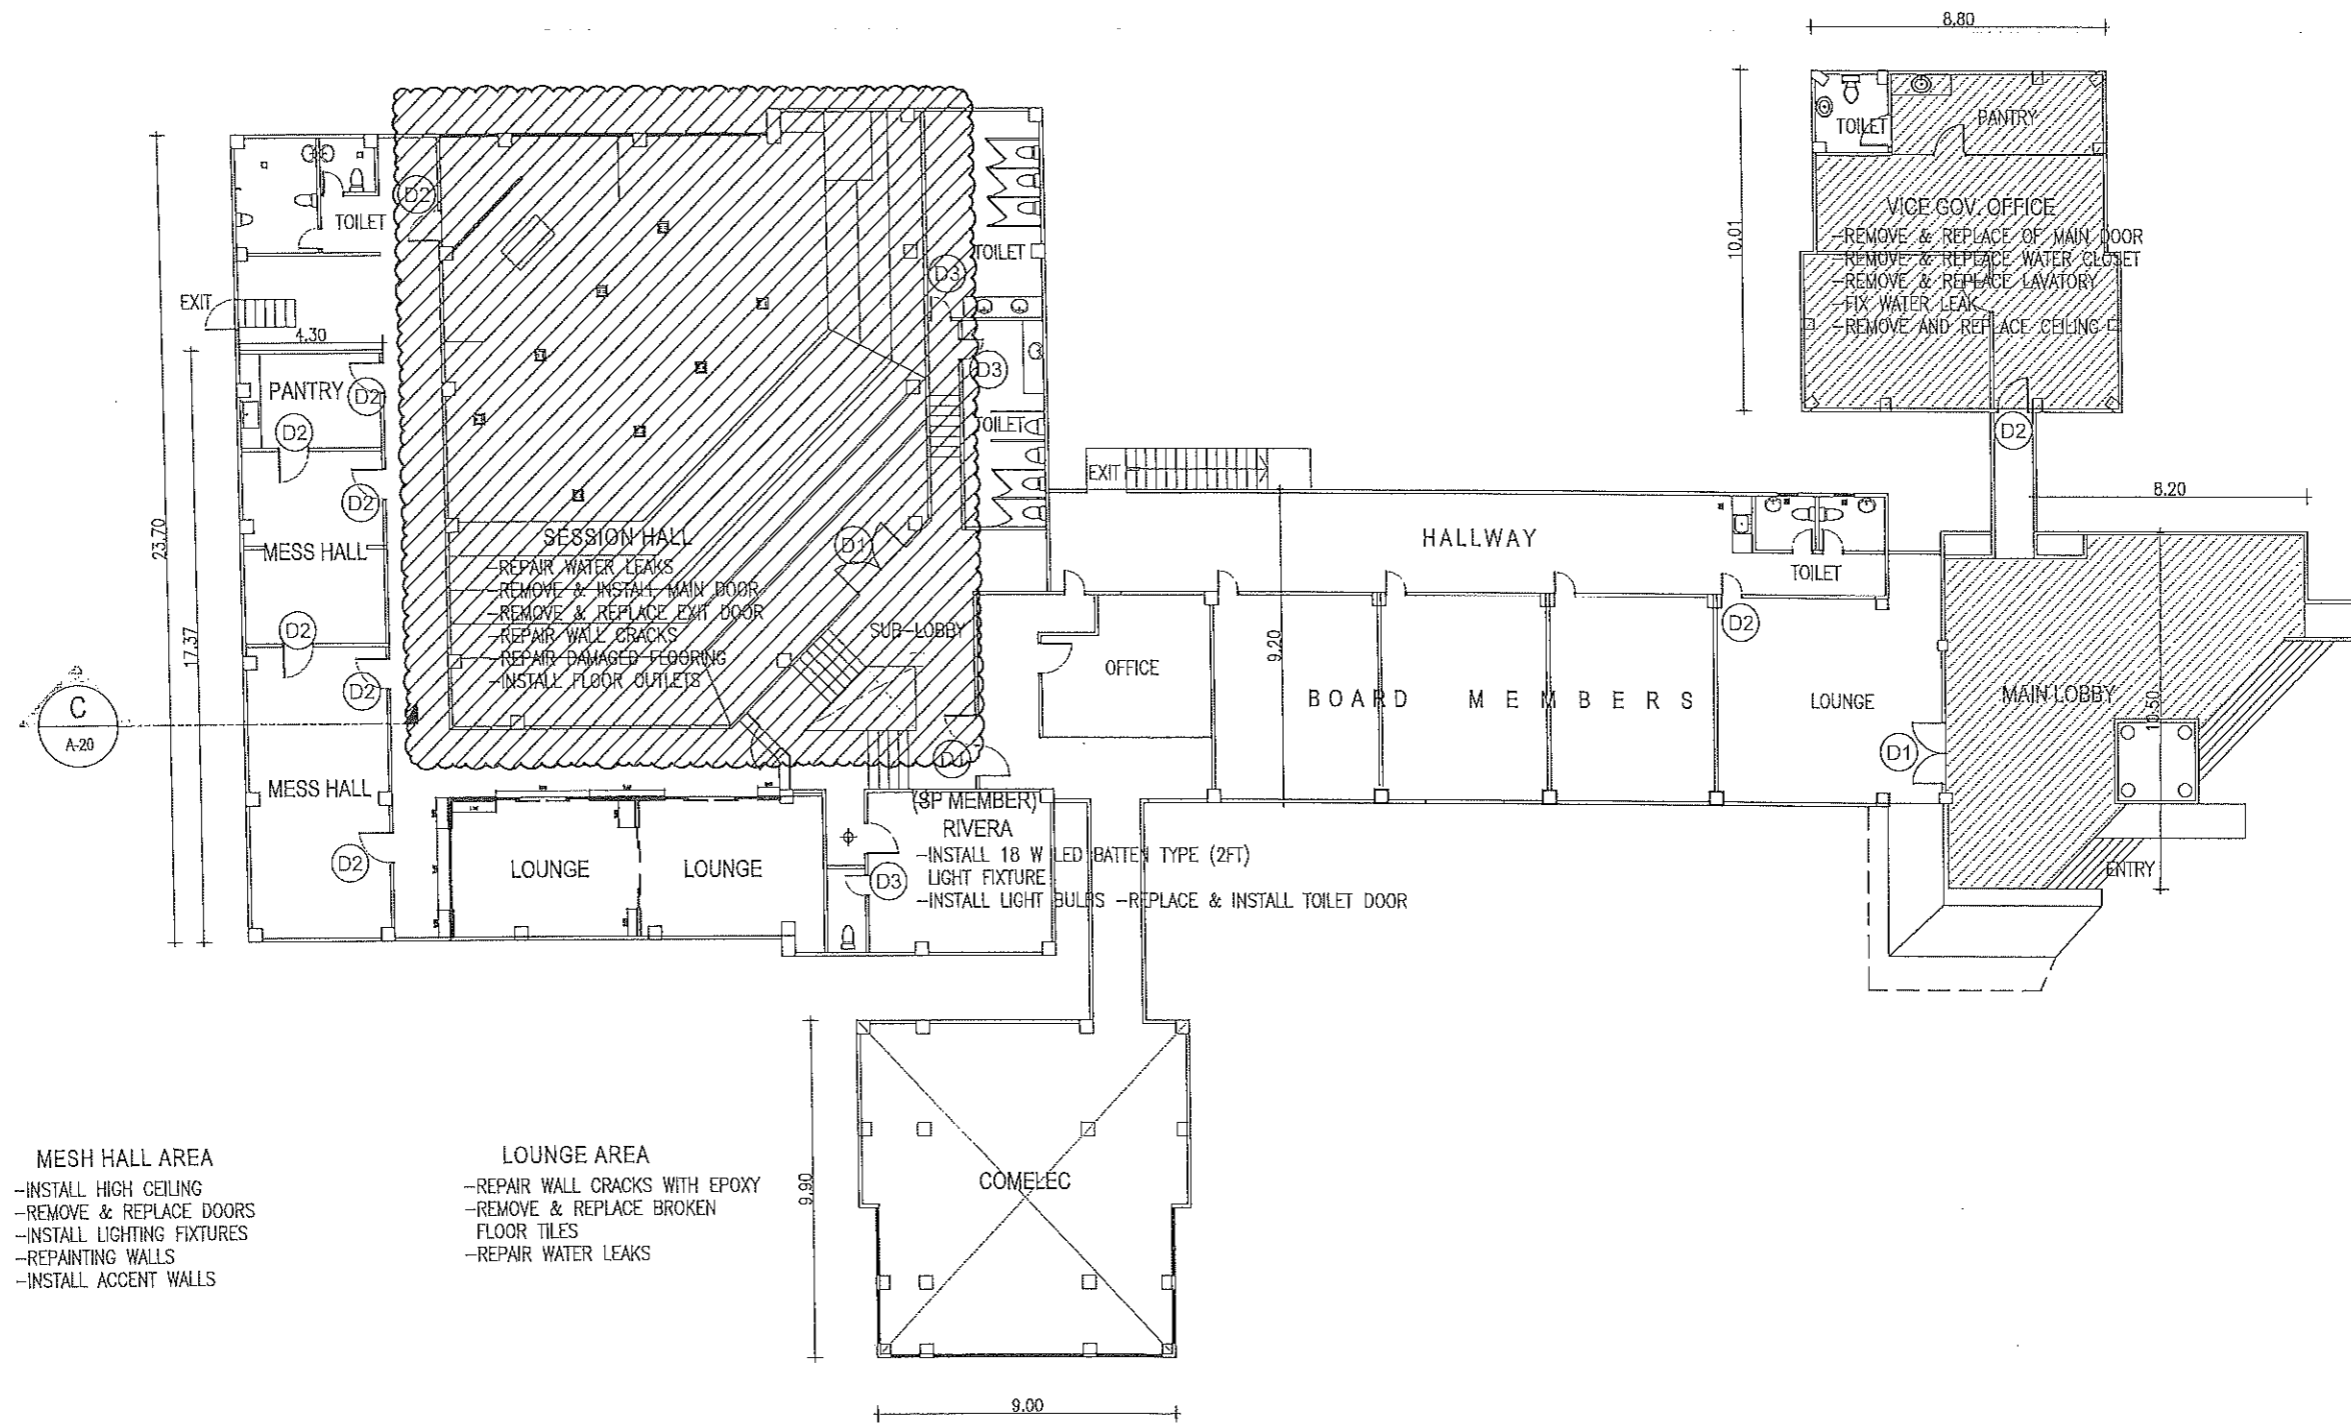 8.80
TOILET
PANTRY
VICE GOV. OFFICE
-REMOVE & REPLACE OF MAIN DOOR
-REMOVE & REPLACE WATER CLOSET
-REMOVE & REPLACE LAVATORY
-FIX WATER LEAK
-REMOVE AND REPLACE CEILING
10.01
D2
8.20
TOILET
D2
TOILET
D3
EXIT
4.30
PANTRY
D2
D2
D3
TOILET
D2
MESS HALL
23.70
17.37
D2
D2
MESS HALL
D2
C
A-20
SESSION HALL
-REPAIR WATER LEAKS
-REMOVE & INSTALL MAIN DOOR
-REMOVE & REPLACE EXIT DOOR
-REPAIR WALL CRACKS
-REPAIR DAMAGED FLOORING
-INSTALL FLOOR OUTLETS
D1
SUB-LOBBY
D1
EXIT
HALLWAY
TOILET
9.20
OFFICE
BOARD MEMBERS
D2
LOUNGE
D1
MAIN LOBBY
10.50
ENTRY
LOUNGE
LOUNGE
(SP MEMBER)
RIVERA
-INSTALL 18 W LED BATTEN TYPE (2FT)
LIGHT FIXTURE
-INSTALL LIGHT BULBS -REPLACE & INSTALL TOILET DOOR
D3
COMELEC
9.90
9.00
MESH HALL AREA
-INSTALL HIGH CEILING
-REMOVE & REPLACE DOORS
-INSTALL LIGHTING FIXTURES
-REPAINTING WALLS
-INSTALL ACCENT WALLS
LOUNGE AREA
-REPAIR WALL CRACKS WITH EPOXY
-REMOVE & REPLACE BROKEN
FLOOR TILES
-REPAIR WATER LEAKS